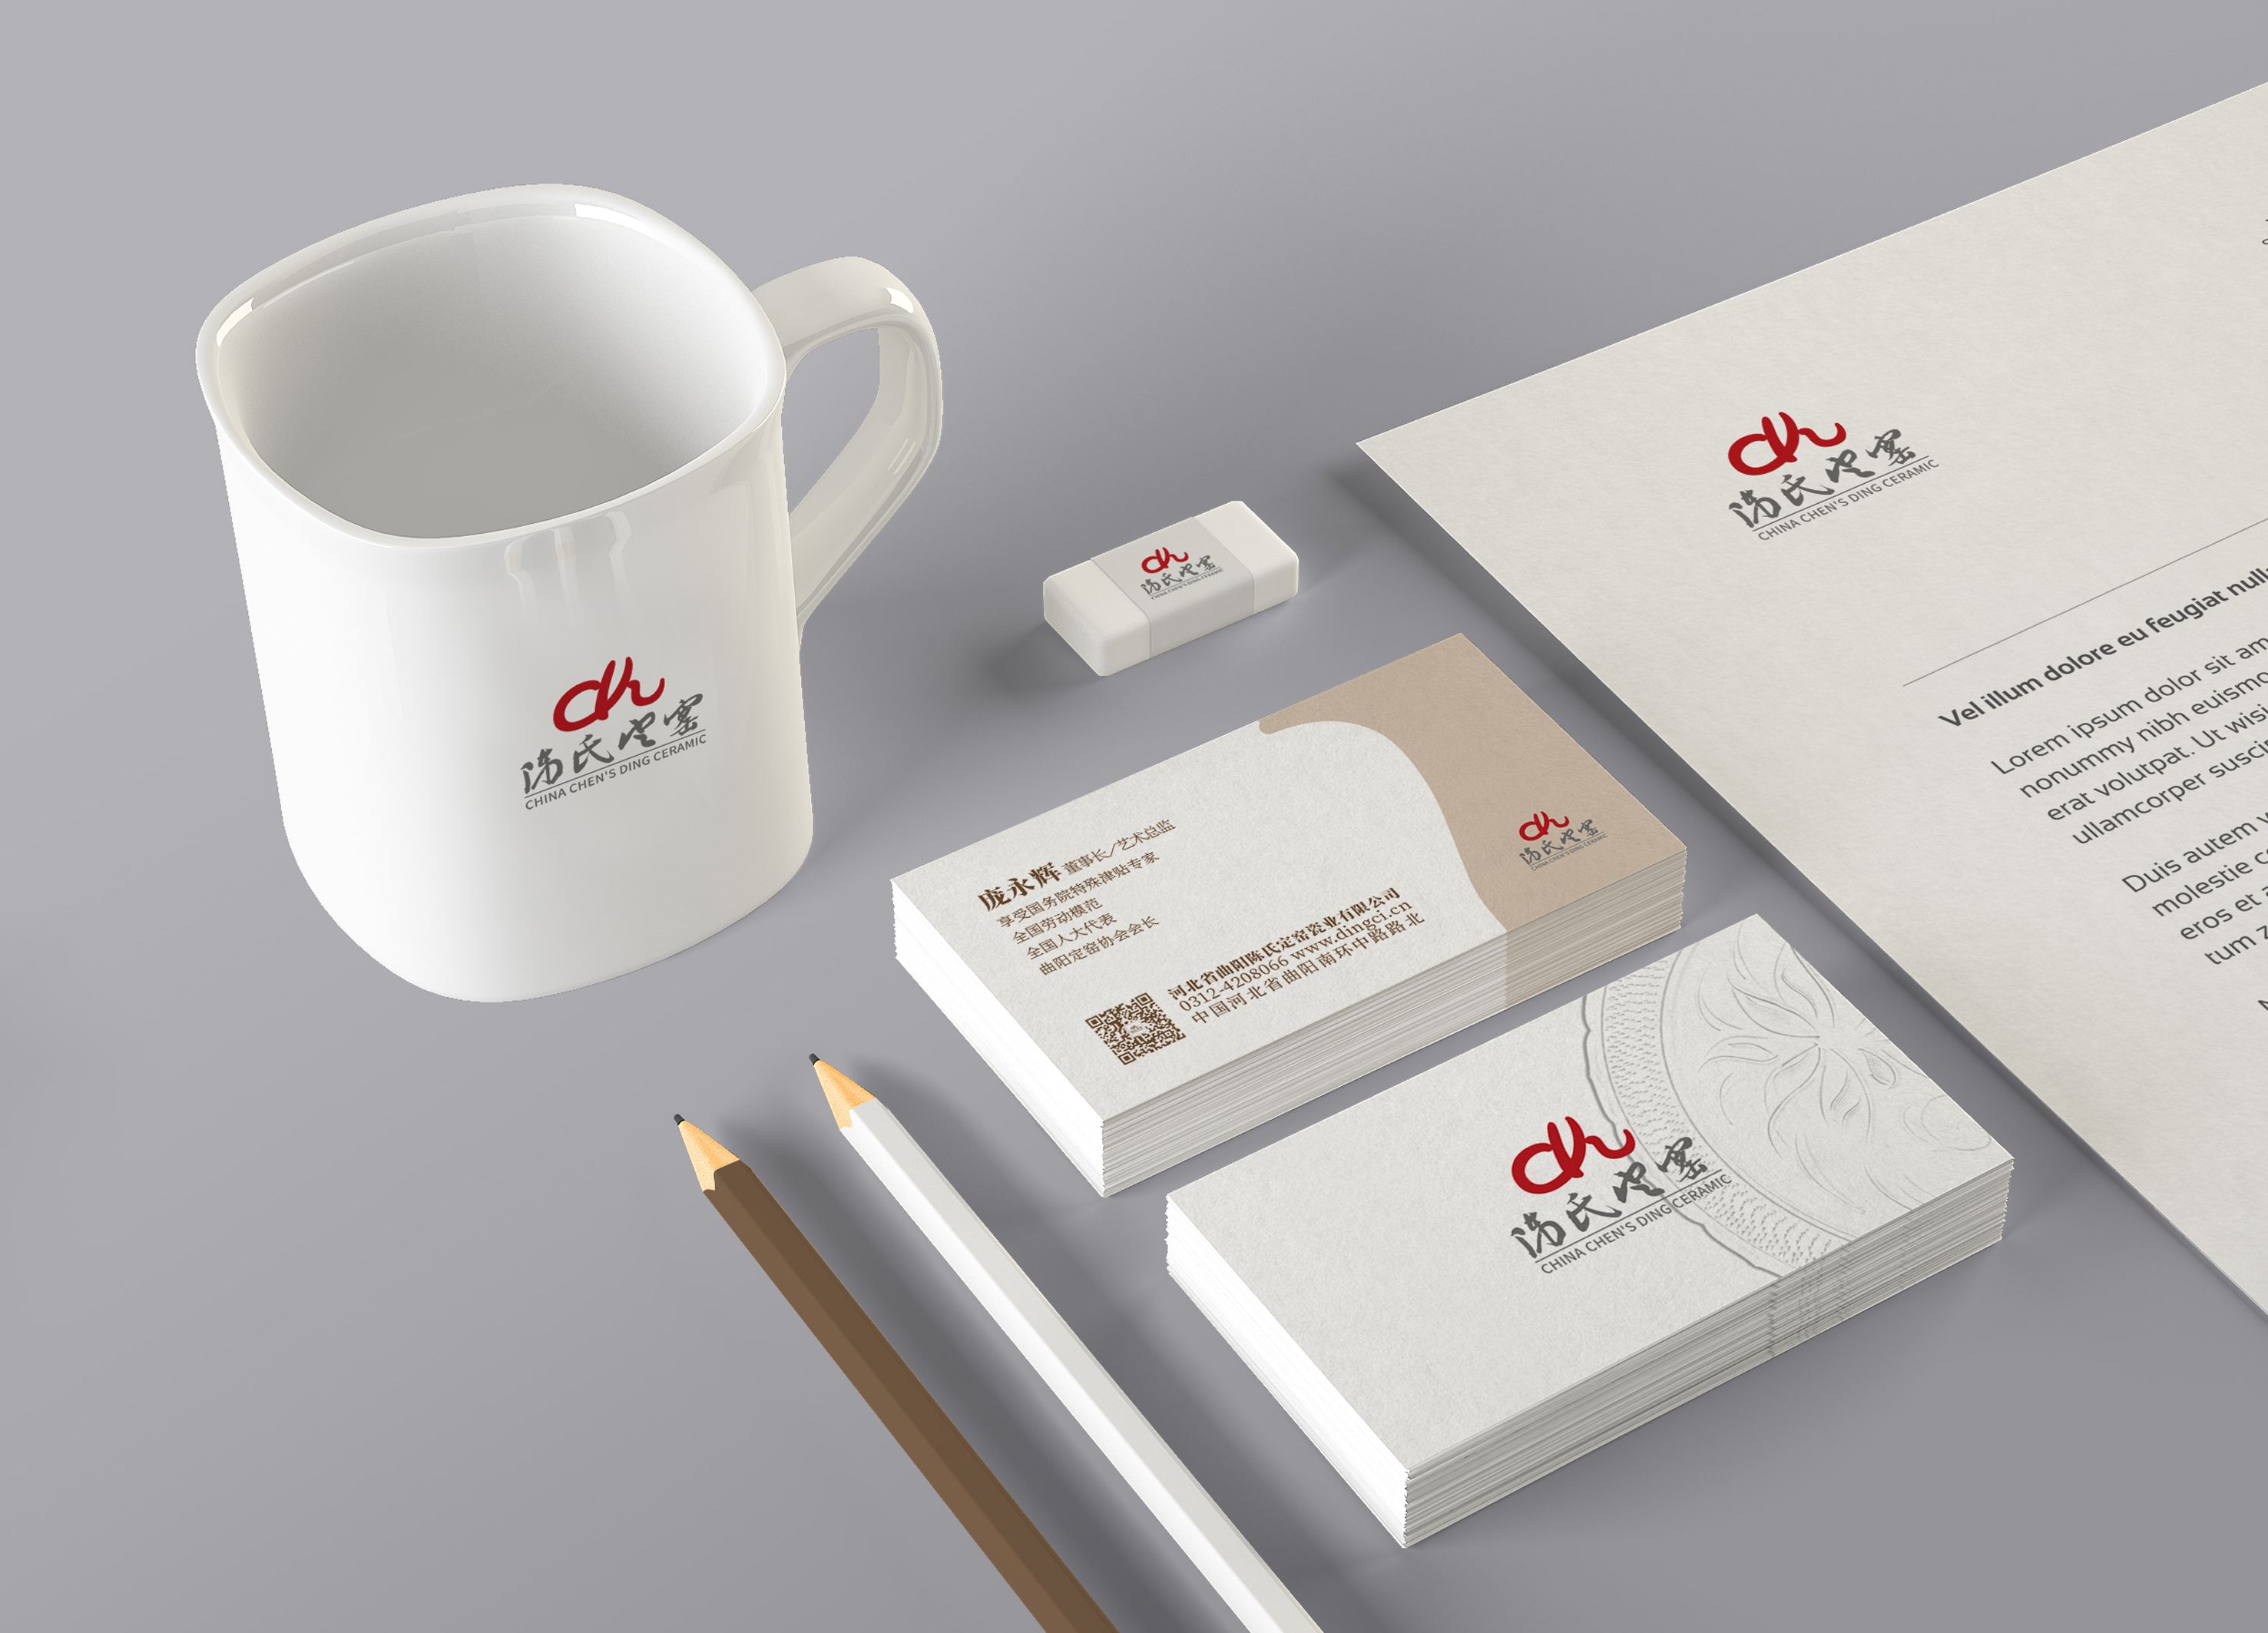 ch
陈氏定窑
CHINA CHEN'S DING CERAMIC
ch
陈氏定窑
CHINA CHEN'S DING CERAMIC
ch
陈氏定窑
CHINA CHEN'S DING CERAMIC
Vel illum dolore eu feugiat
Lorem ipsum dolor sit
nonummy nibh
erat volutpat. Ut
ullamcorper
Duis autem
molestie
eros et
庞永辉 董事长/艺术总监
享受国务院特殊津贴专家
全国劳动模范
全国人大代表
曲阳定窑协会会长
河北省曲阳陈氏定窑瓷业有限公司
0312-4208066 www.dingci.cn
中国河北省曲阳南环中路路北
ch
陈氏定窑
CHINA CHEN'S DING CERAMIC
ch
陈氏定窑
CHINA CHEN'S DING CERAMIC